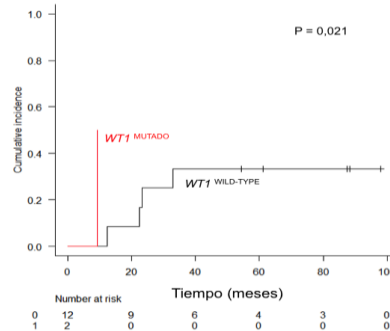 1.0
P = 0,021
0.8
Cumulative incidence
0.6
WT1 MUTADO
0.4
WT1 WILD-TYPE
0.2
0.0
0 20 40 60 80 100
Number at risk
Tiempo (meses)
0 12 9 6 4 3 0
1 2 0 0 0 0 0